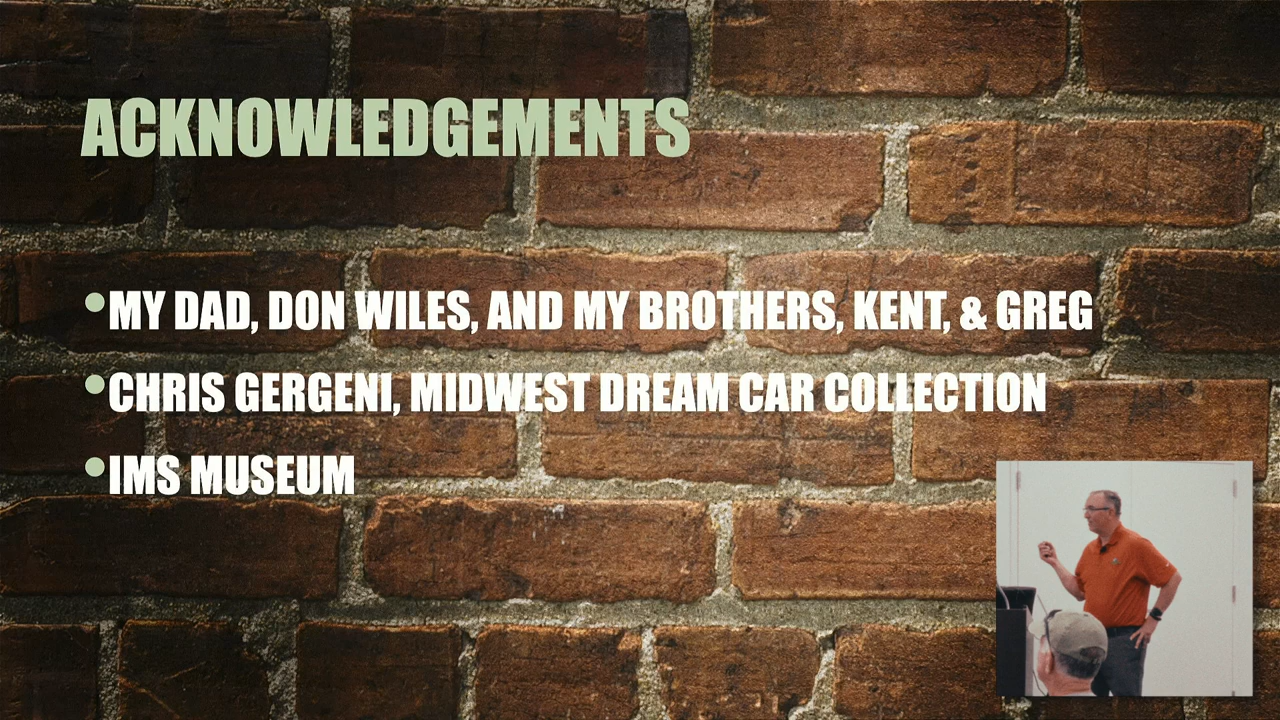 ACKNOWLEDGEMENTS
•MY DAD, DON WILES, AND MY BROTHERS, KENT, & GREG
•CHRIS GERGENI, MIDWEST DREAM CAR COLLECTION
•IMS MUSEUM